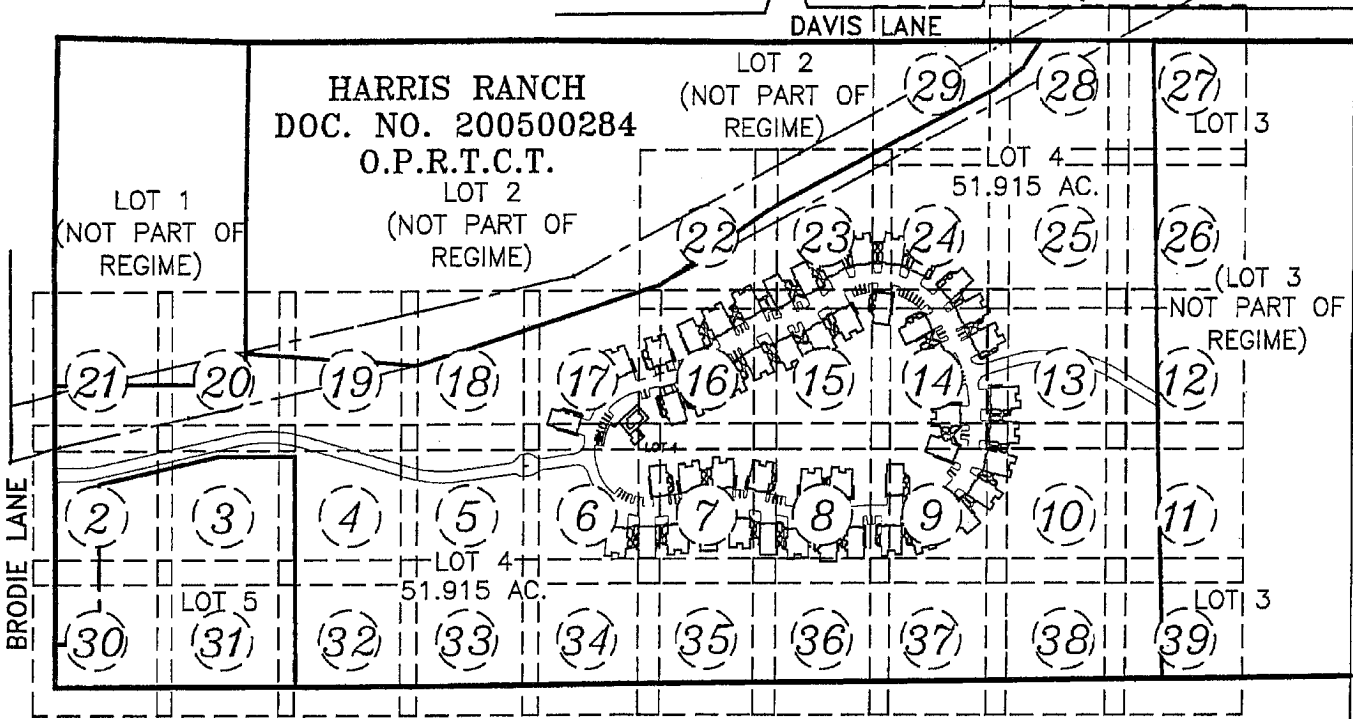 DAVIS LANE
HARRIS RANCH
DOC. NO. 200500284
O.P.R.T.C.T.
LOT 2
(NOT PART OF
REGIME)
29
28
27
LOT 3
LOT 4
51.915 AC.
LOT 1
(NOT PART OF
REGIME)
LOT 2
(NOT PART OF
REGIME)
22
23
24
25
26
(LOT 3
NOT PART OF
REGIME)
21
20
19
18
17
16
15
14
13
12
LOT 4
BRODIE LANE
2
3
4
5
6
7
8
9
10
11
LOT 4
51.915 AC.
LOT 5
LOT 3
30
31
32
33
34
35
36
37
38
39